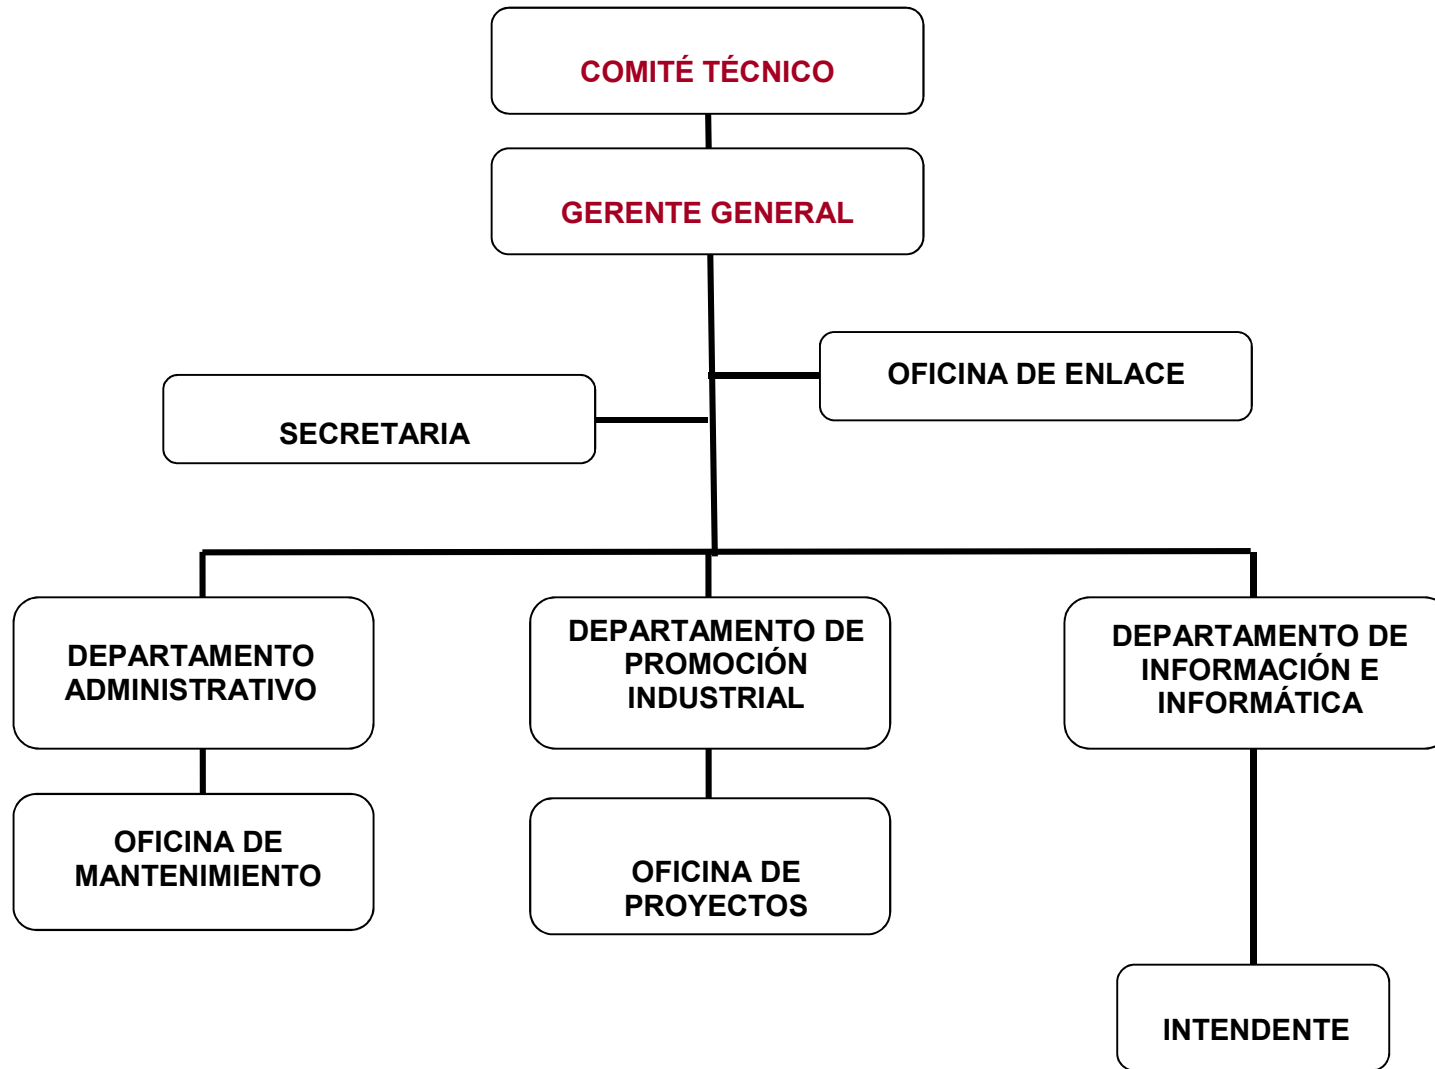 COMITÉ TÉCNICO
GERENTE GENERAL
OFICINA DE ENLACE
SECRETARIA
DEPARTAMENTO
ADMINISTRATIVO
DEPARTAMENTO DE
PROMOCIÓN
INDUSTRIAL
DEPARTAMENTO DE
INFORMACIÓN E
INFORMÁTICA
OFICINA DE
MANTENIMIENTO
OFICINA DE
PROYECTOS
INTENDENTE